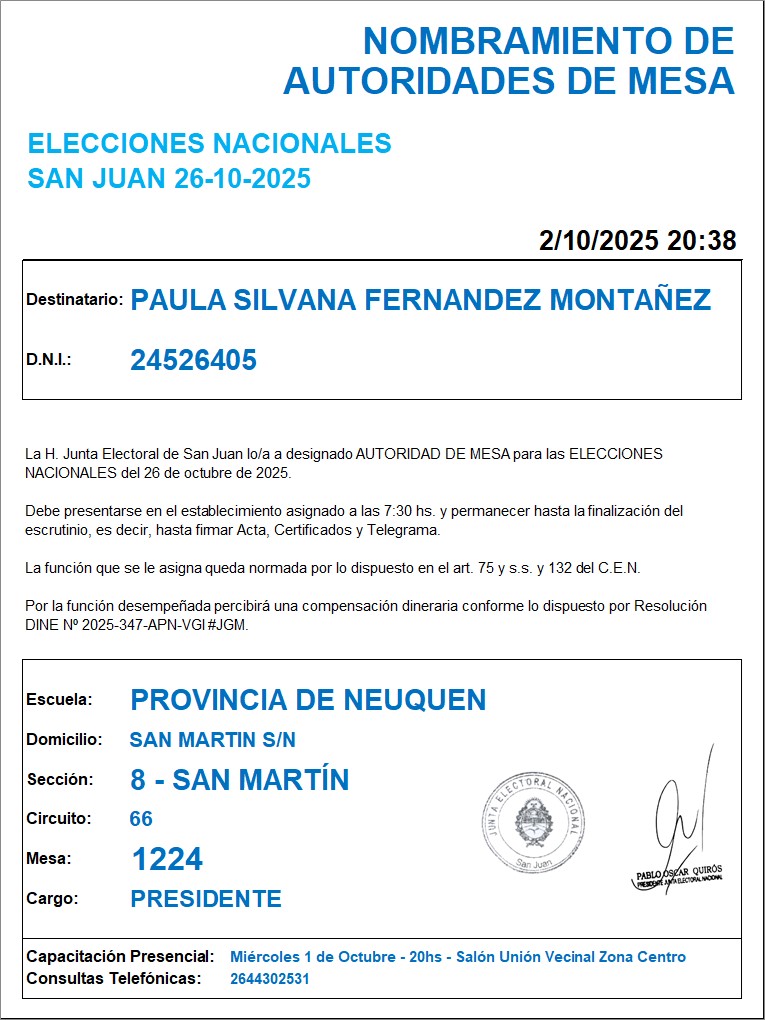 NOMBRAMIENTO DE
AUTORIDADES DE MESA
ELECCIONES NACIONALES
SAN JUAN 26-10-2025
2/10/2025 20:38
Destinatario: PAULA SILVANA FERNANDEZ MONTAÑEZ
D.N.I.: 24526405
La H. Junta Electoral de San Juan lo/a a designado AUTORIDAD DE MESA para las ELECCIONES
NACIONALES del 26 de octubre de 2025.
Debe presentarse en el establecimiento asignado a las 7:30 hs. y permanecer hasta la finalización del
escrutinio, es decir, hasta firmar Acta, Certificados y Telegrama.
La función que se le asigna queda normada por lo dispuesto en el art. 75 y s.s. y 132 del C.E.N.
Por la función desempeñada percibirá una compensación dineraria conforme lo dispuesto por Resolución
DINE Nº 2025-347-APN-VGI#JGM.
Escuela: PROVINCIA DE NEUQUEN
Domicilio: SAN MARTIN S/N
Sección: 8 - SAN MARTÍN
Circuito: 66
Mesa: 1224
Cargo: PRESIDENTE
JUNTA ELECTORAL NACIONAL
San Juan
PABLO OSCAR QUIRÓS
PRESIDENTE JUNTA ELECTORAL NACIONAL
Capacitación Presencial: Miércoles 1 de Octubre - 20hs - Salón Unión Vecinal Zona Centro
Consultas Telefónicas: 2644302531